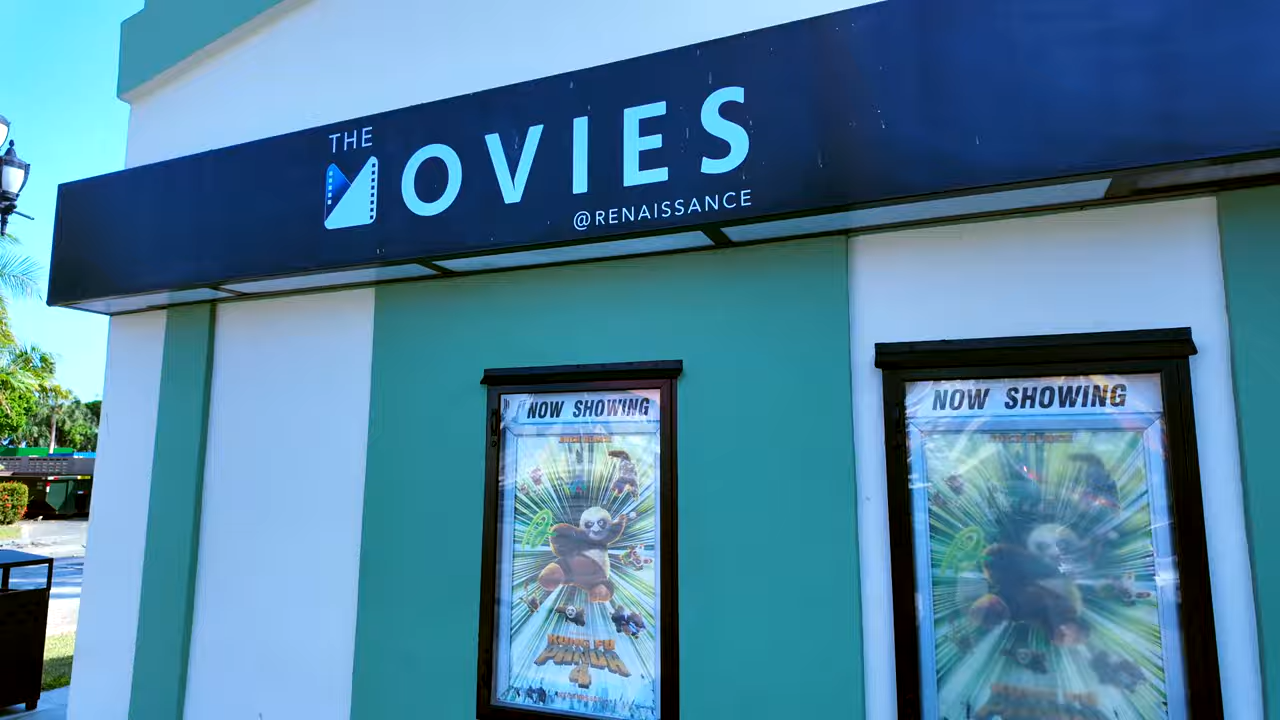 THE
MOVIES
@RENAISSANCE
NOW SHOWING
KUNG FU
PANDA
4
NOW SHOWING